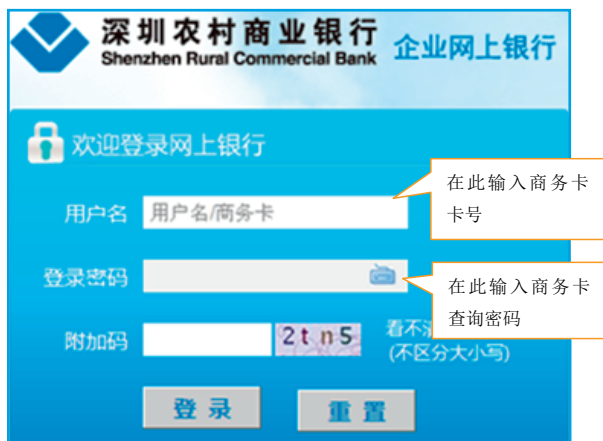 深圳农村商业银行
Shenzhen Rural Commercial Bank
企业网上银行
欢迎登录网上银行
在此输入商务卡
卡号
用户名
用户名/商务卡
登录密码
在此输入商务卡
查询密码
附加码
2tn5
看不清
(不区分大小写)
登录
重置